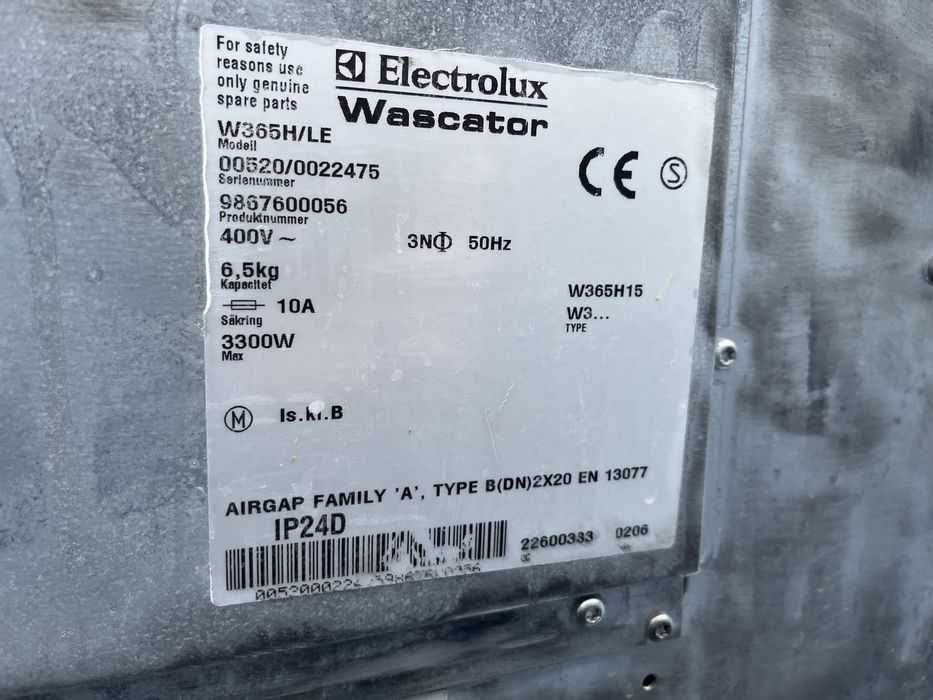 For safety
reasons use
only genuine
spare parts
Electrolux
Wascator
W365H/LE
Modell
00520/0022475
Serienummer
9867600056
Produktnummer
400V ~ 3NΦ 50Hz
6,5kg
Kapacitet
10A
Säkring
3300W
Max
W365H15
W3...
TYPE
CE
S
M Is.kl.B
AIRGAP FAMILY 'A', TYPE B(DN)2X20 EN 13077
IP24D
22600333 0206